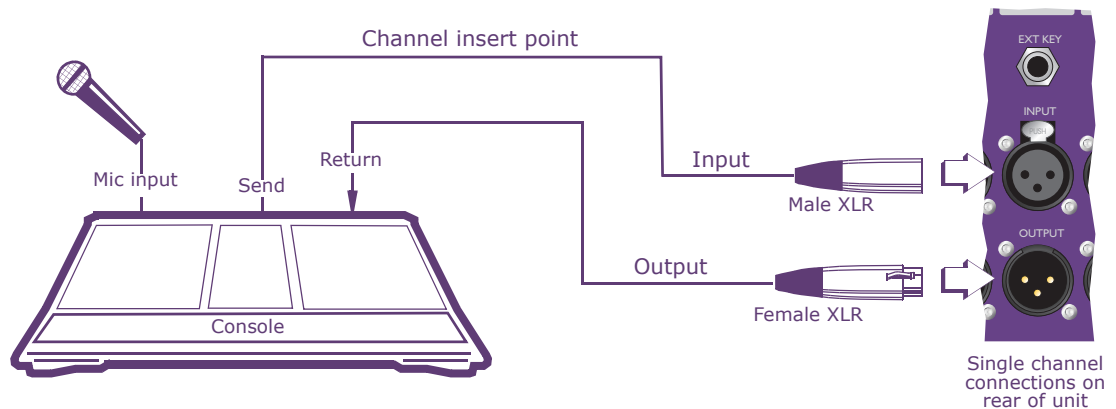 Channel insert point
EXT KEY
INPUT
PUSH
Mic input
Send
Return
Input
Male XLR
OUTPUT
Output
Female XLR
Console
Single channel
connections on
rear of unit